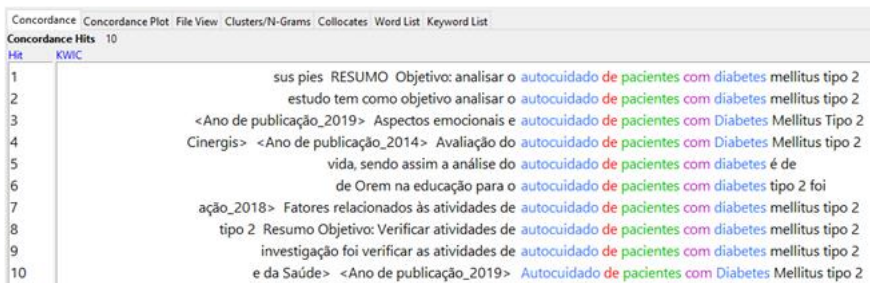 Concordance Concordance Plot File View Clusters/N-Grams Collocates Word List Keyword List
Concordance Hits 10
Hit KWIC
1 sus pies RESUMO Objetivo: analisar o autocuidado de pacientes com diabetes mellitus tipo 2
2 estudo tem como objetivo analisar o autocuidado de pacientes com diabetes mellitus tipo 2
3 <Ano de publicação_2019> Aspectos emocionais e autocuidado de pacientes com Diabetes Mellitus Tipo 2
4 Cinergis> <Ano de publicação_2014> Avaliação do autocuidado de pacientes com Diabetes Mellitus tipo 2
5 vida, sendo assim a análise do autocuidado de pacientes com diabetes é de
6 de Orem na educação para o autocuidado de pacientes com diabetes tipo 2 foi
7 ação_2018> Fatores relacionados às atividades de autocuidado de pacientes com diabetes mellitus tipo 2
8 tipo 2 Resumo Objetivo: Verificar atividades de autocuidado de pacientes com diabetes mellitus tipo 2
9 investigação foi verificar as atividades de autocuidado de pacientes com diabetes mellitus tipo 2
10 e da Saúde> <Ano de publicação_2019> Autocuidado de pacientes com Diabetes Mellitus tipo 2